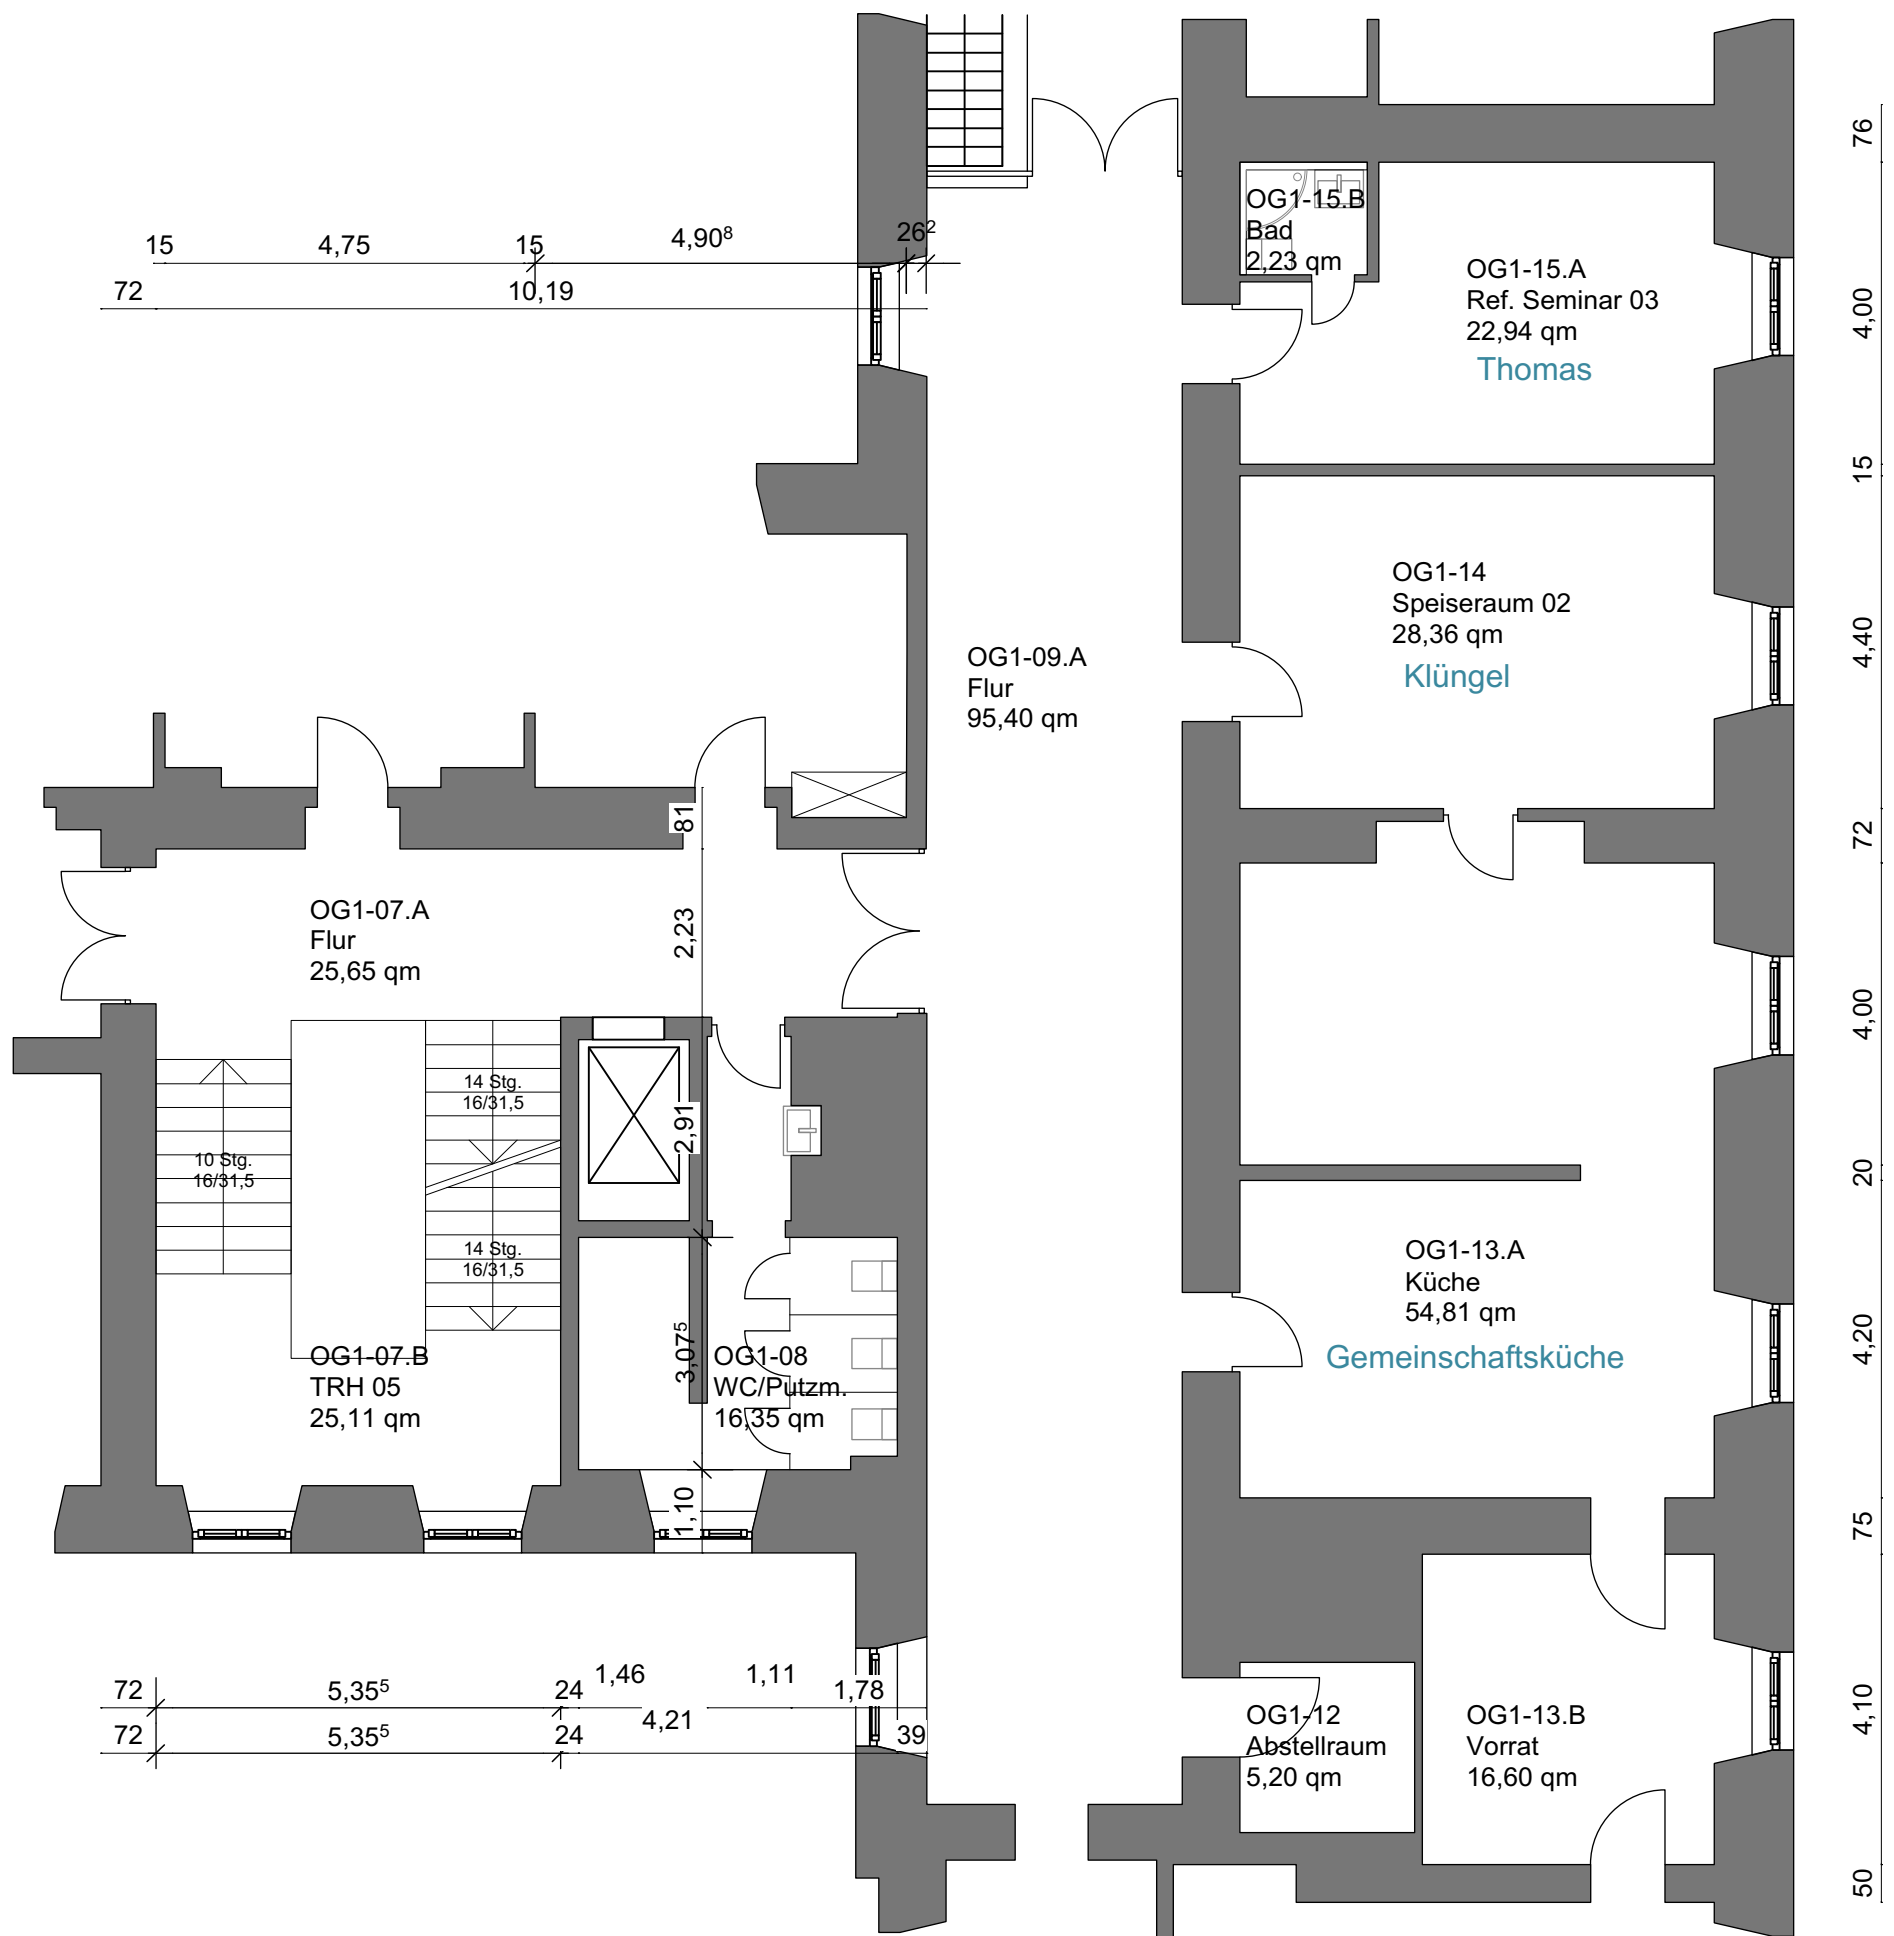 15
4,75
15
4,90⁸
26²
72
10,19
OG1-15.B
Bad
2,23 qm
OG1-15.A
Ref. Seminar 03
22,94 qm
Thomas
76
4,00
15
OG1-14
Speiseraum 02
28,36 qm
Klüngel
4,40
OG1-09.A
Flur
95,40 qm
81
72
OG1-07.A
Flur
25,65 qm
2,23
4,00
14 Stg.
16/31,5
2,91
10 Stg.
16/31,5
20
14 Stg.
16/31,5
OG1-13.A
Küche
54,81 qm
Gemeinschaftsküche
4,20
3,07⁵
OG1-07.B
TRH 05
25,11 qm
OG1-08
WC/Putzm.
16,35 qm
1,10
75
72
5,35⁵
24
1,46
1,11
1,78
72
5,35⁵
24
4,21
39
OG1-12
Abstellraum
5,20 qm
OG1-13.B
Vorrat
16,60 qm
4,10
50